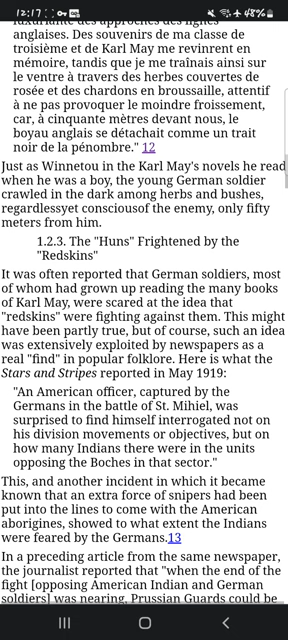 12:17
48%
luxuriante des approches des lignes
anglaises. Des souvenirs de ma classe de
troisième et de Karl May me revinrent en
mémoire, tandis que je me traînais ainsi sur
le ventre à travers des herbes couvertes de
rosée et des chardons en broussaille, attentif
à ne pas provoquer le moindre froissement,
car, à cinquante mètres devant nous, le
boyau anglais se détachait comme un trait
noir de la pénombre." 12
Just as Winnetou in the Karl May's novels he read
when he was a boy, the young German soldier
crawled in the dark among herbs and bushes,
regardlessyet consciousof the enemy, only fifty
meters from him.
1.2.3. The "Huns" Frightened by the
"Redskins"
It was often reported that German soldiers, most
of whom had grown up reading the many books
of Karl May, were scared at the idea that
"redskins" were fighting against them. This might
have been partly true, but of course, such an idea
was extensively exploited by newspapers as a
real "find" in popular folklore. Here is what the
Stars and Stripes reported in May 1919:
"An American officer, captured by the
Germans in the battle of St. Mihiel, was
surprised to find himself interrogated not on
his division movements or objectives, but on
how many Indians there were in the units
opposing the Boches in that sector."
This, and another incident in which it became
known that an extra force of snipers had been
put into the lines to come with the American
aborigines, showed to what extent the Indians
were feared by the Germans.13
In a preceding article from the same newspaper,
the journalist reported that "when the end of the
fight [opposing American Indian and German
soldiers] was nearing, Prussian Guards could be